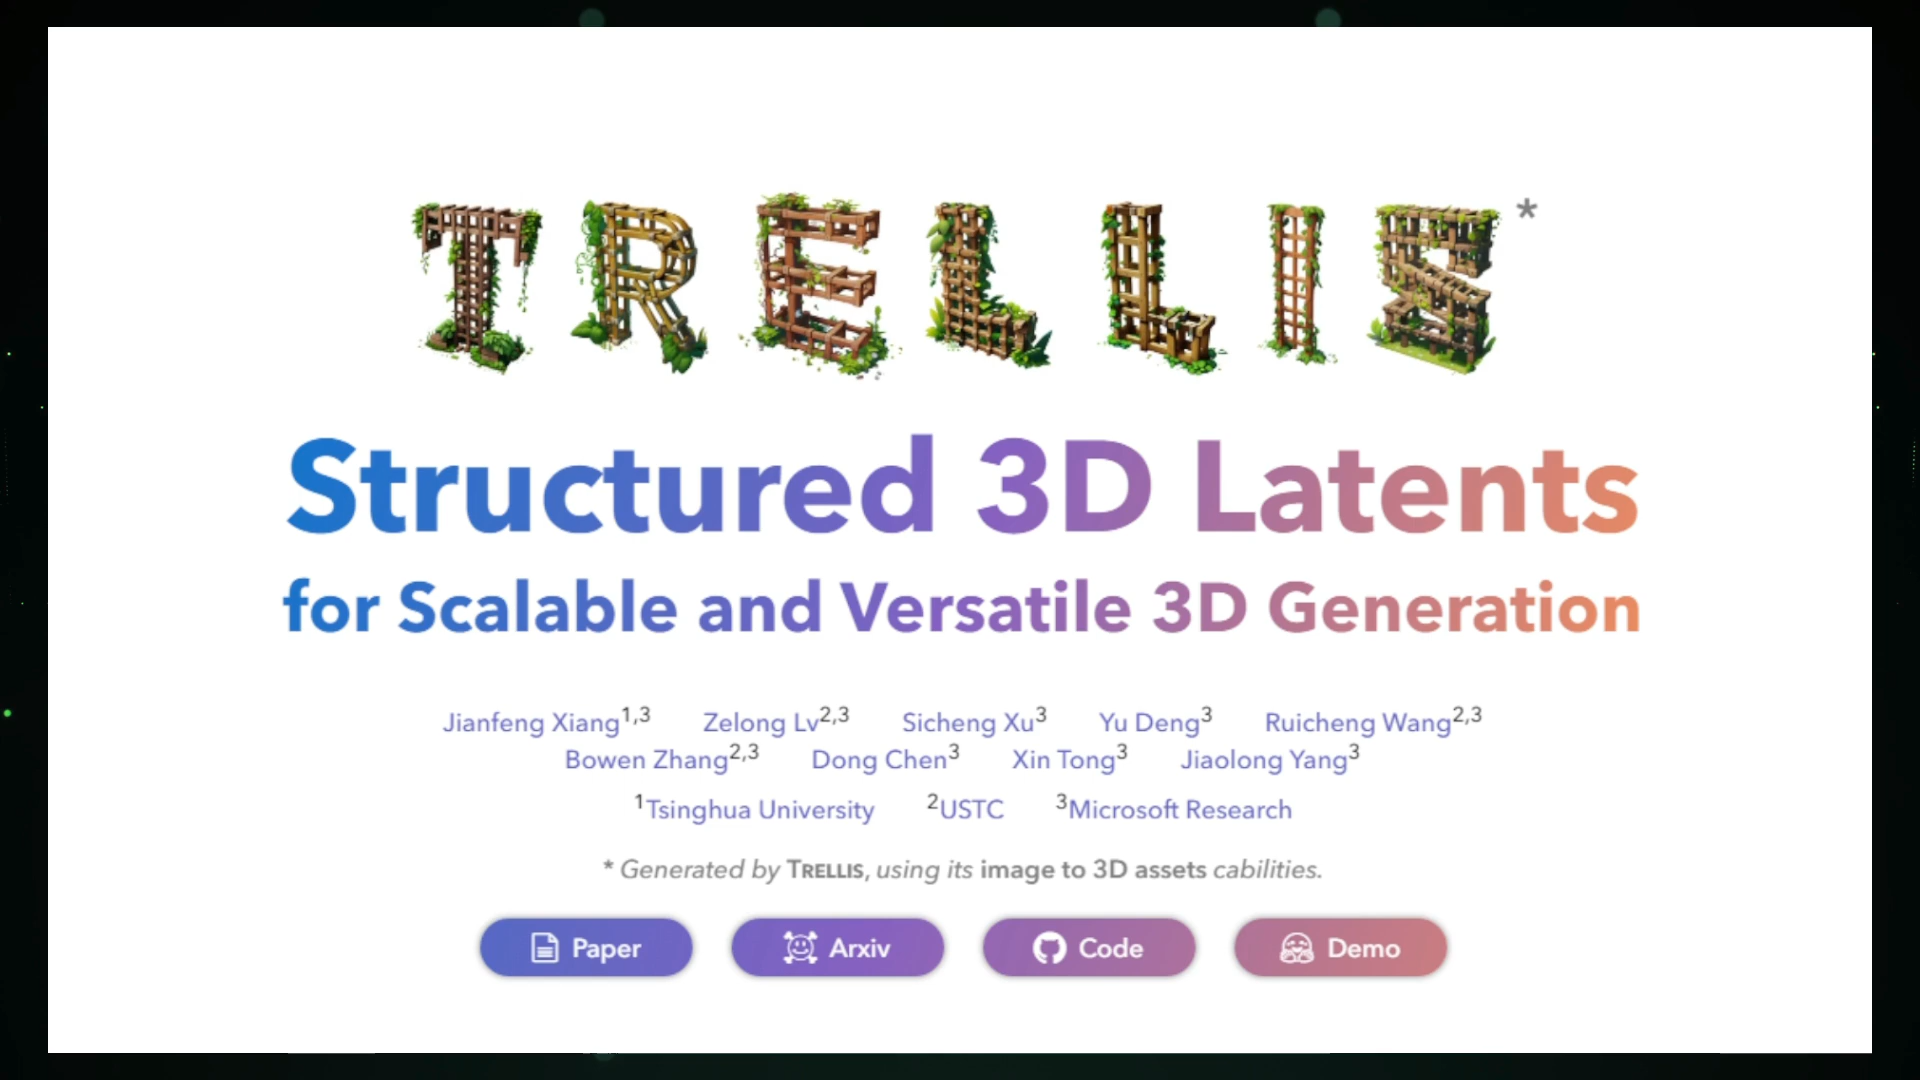 TRELLIS*
Structured 3D Latents
for Scalable and Versatile 3D Generation
Jianfeng Xiang1,3 Zelong Lv2,3 Sicheng Xu3 Yu Deng3 Ruicheng Wang2,3
Bowen Zhang2,3 Dong Chen3 Xin Tong3 Jiaolong Yang3
1Tsinghua University 2USTC 3Microsoft Research
* Generated by TRELLIS, using its image to 3D assets cabilities.
Paper Arxiv Code Demo